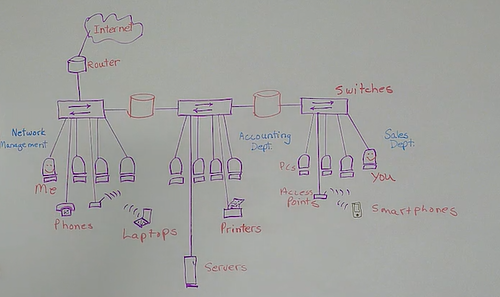 Internet
Router
Switches
Network
Management
Accounting
Dept.
Sales
Dept.
PCs
Me
You
Access
Points
Phones
Laptops
Printers
Smartphones
Servers